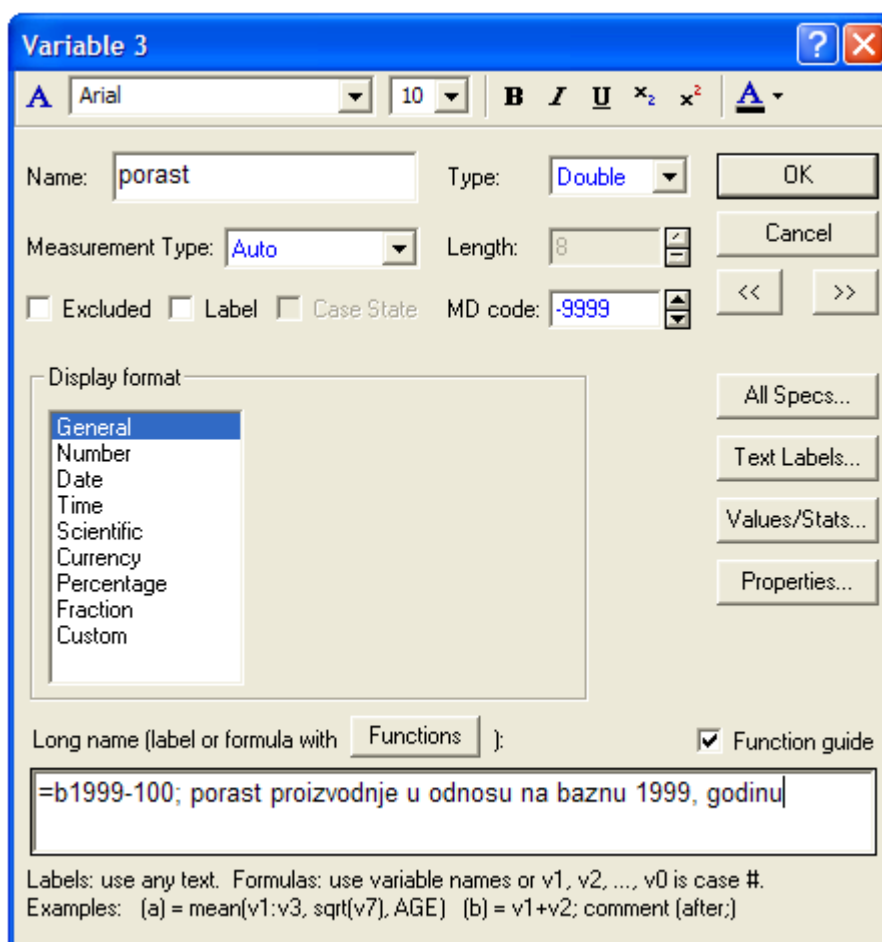 Variable 3
A Arial 10 B I U x₂ x² A
Name: porast Type: Double OK
Measurement Type: Auto Length: 8 Cancel
Excluded Label Case State MD code: -9999 << >>
Display format
General
Number
Date
Time
Scientific
Currency
Percentage
Fraction
Custom
All Specs...
Text Labels...
Values/Stats...
Properties...
Long name (label or formula with Functions ): Function guide
=b1999-100; porast proizvodnje u odnosu na baznu 1999, godinu
Labels: use any text. Formulas: use variable names or v1, v2, ..., v0 is case #.
Examples: (a) = mean(v1:v3, sqrt(v7), AGE) (b) = v1+v2; comment (after;)